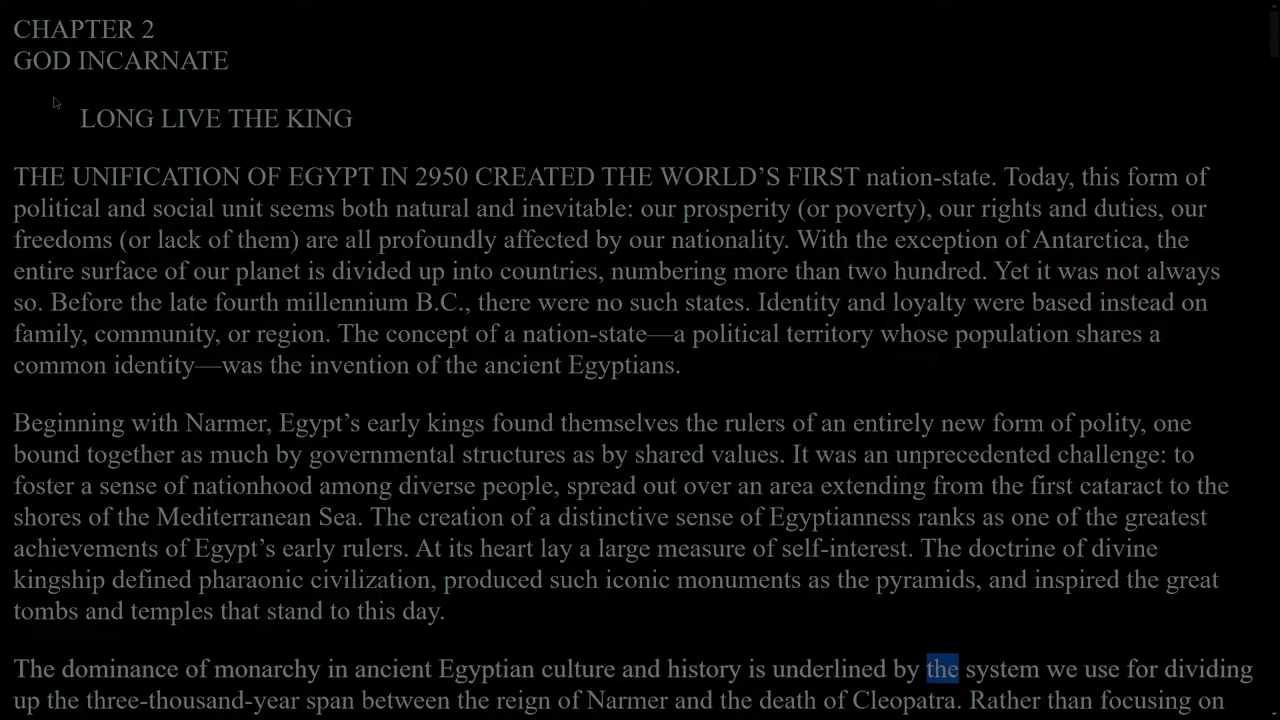 CHAPTER 2
GOD INCARNATE
LONG LIVE THE KING
THE UNIFICATION OF EGYPT IN 2950 CREATED THE WORLD’S FIRST nation-state. Today, this form of
political and social unit seems both natural and inevitable: our prosperity (or poverty), our rights and duties, our
freedoms (or lack of them) are all profoundly affected by our nationality. With the exception of Antarctica, the
entire surface of our planet is divided up into countries, numbering more than two hundred. Yet it was not always
so. Before the late fourth millennium B.C., there were no such states. Identity and loyalty were based instead on
family, community, or region. The concept of a nation-state—a political territory whose population shares a
common identity—was the invention of the ancient Egyptians.
Beginning with Narmer, Egypt’s early kings found themselves the rulers of an entirely new form of polity, one
bound together as much by governmental structures as by shared values. It was an unprecedented challenge: to
foster a sense of nationhood among diverse people, spread out over an area extending from the first cataract to the
shores of the Mediterranean Sea. The creation of a distinctive sense of Egyptianness ranks as one of the greatest
achievements of Egypt’s early rulers. At its heart lay a large measure of self-interest. The doctrine of divine
kingship defined pharaonic civilization, produced such iconic monuments as the pyramids, and inspired the great
tombs and temples that stand to this day.
The dominance of monarchy in ancient Egyptian culture and history is underlined by the system we use for dividing
up the three-thousand-year span between the reign of Narmer and the death of Cleopatra. Rather than focusing on